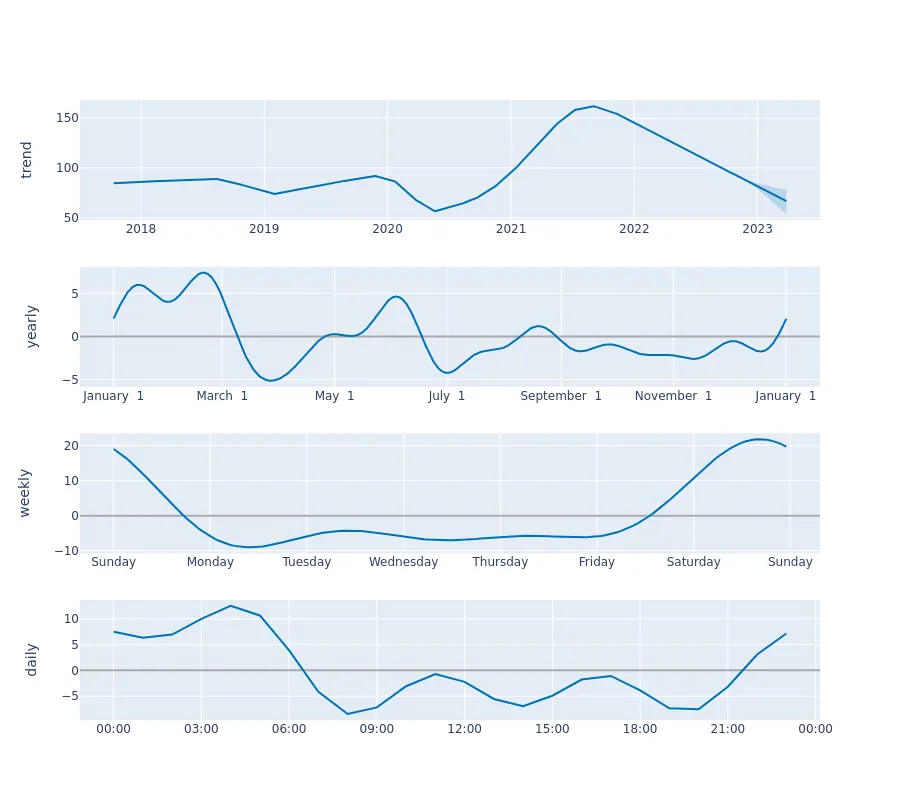 trend
150
100
50
2018 2019 2020 2021 2022 2023
yearly
5
0
−5
January 1 March 1 May 1 July 1 September 1 November 1 January 1
weekly
20
10
0
−10
Sunday Monday Tuesday Wednesday Thursday Friday Saturday Sunday
daily
10
5
0
−5
00:00 03:00 06:00 09:00 12:00 15:00 18:00 21:00 00:00